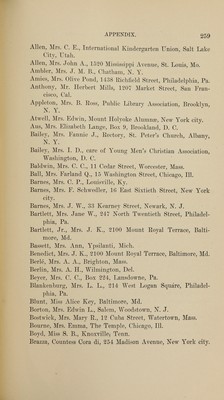 APPENDIX. 259
Allen, Mrs. C. E., International Kindergarten Union, Salt Lake
City, Utah.
Allen, Mrs. John A., 1320 Missisippi Avenue, St. Louis, Mo.
Ambler, Mrs. J. M. B., Chatham, N. Y.
Amies, Mrs. Olive Pond, 1438 Richfield Street, Philadelphia, Pa.
Anthony, Mr. Herbert Mills, 1207 Market Street, San Fran-
cisco, Cal.
Appleton, Mrs. B. Ross, Public Library Association, Brooklyn,
N. Y.
Atwell, Mrs. Edwin, Mount Holyoke Alumnæ, New York city.
Aus, Mrs. Elizabeth Lange, Box 9, Brookland, D. C.
Bailey, Mrs. Fannie J., Rectory, St. Peter's Church, Albany,
N. Y.
Bailey, Mrs. I. D., care of Young Men's Christian Association,
Washington, D. C.
Baldwin, Mrs. C. C., 11 Cedar Street, Worcester, Mass.
Ball, Mrs. Farland Q., 15 Washington Street, Chicago, Ill.
Barnes, Mrs. C. P., Louisville, Ky.
Barnes, Mrs. F. Schweller, 16 East Sixtieth Street, New York
city.
Barnes, Mrs. J. W., 33 Kearney Street, Newark, N. J.
Bartlett, Mrs. Jane W., 247 North Twentieth Street, Philadel-
phia, Pa.
Bartlett, Jr., Mrs. J. K., 2100 Mount Royal Terrace, Balti-
more, Md.
Bassett, Mrs. Ann, Ypsilanti, Mich.
Benedict, Mrs. J. K., 2100 Mount Royal Terrace, Baltimore, Md.
Berlé, Mrs. A. A., Brighton, Mass.
Berlin, Mrs. A. H., Wilmington, Del.
Beyer, Mrs. C. C., Box 224, Lansdowne, Pa.
Blankenburg, Mrs. L. L., 214 West Logan Square, Philadel-
phia, Pa.
Blunt, Miss Alice Key, Baltimore, Md.
Borton, Mrs. Edwin L., Salem, Woodstown, N. J.
Bostwick, Mrs. Mary R., 12 Cuba Street, Watertown, Mass.
Bourne, Mrs. Emma, The Temple, Chicago, Ill.
Boyd, Miss S. B., Knoxville, Tenn.
Brazza, Countess Cora di, 254 Madison Avenue, New York city.